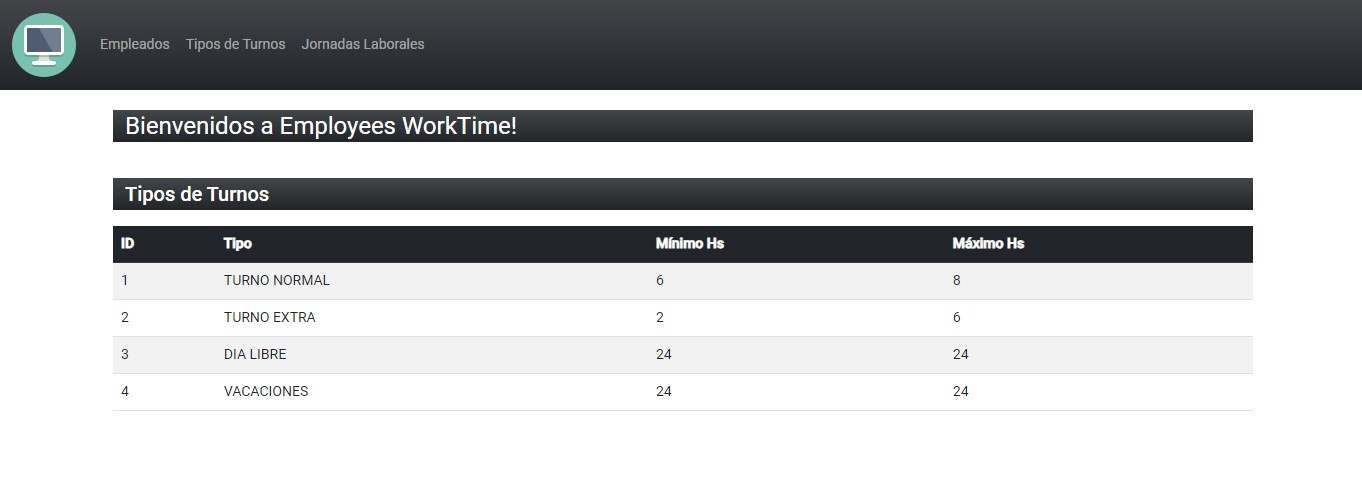 Empleados Tipos de Turnos Jornadas Laborales
Bienvenidos a Employees WorkTime!
Tipos de Turnos
ID Tipo Mínimo Hs Máximo Hs
1 TURNO NORMAL 6 8
2 TURNO EXTRA 2 6
3 DIA LIBRE 24 24
4 VACACIONES 24 24